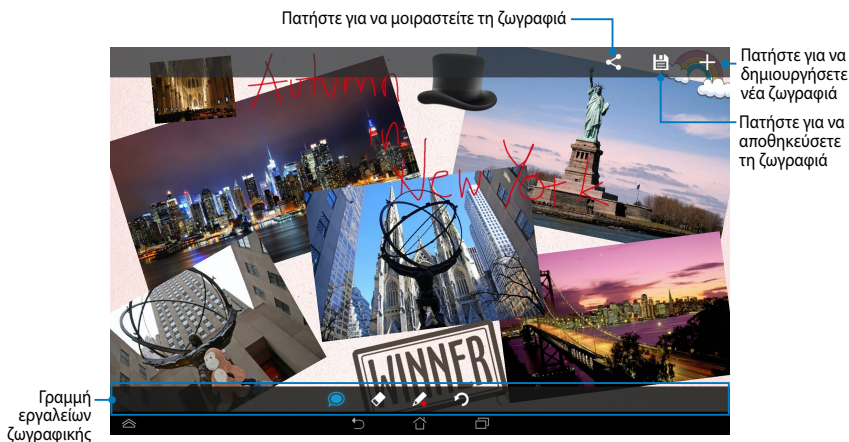 Πατήστε για να μοιραστείτε τη ζωγραφιά
Πατήστε για να
δημιουργήσετε
νέα ζωγραφιά
Πατήστε για να
αποθηκεύσετε
τη ζωγραφιά
Autumn
in
New York
WINNER
Γραμμή
εργαλείων
ζωγραφικής